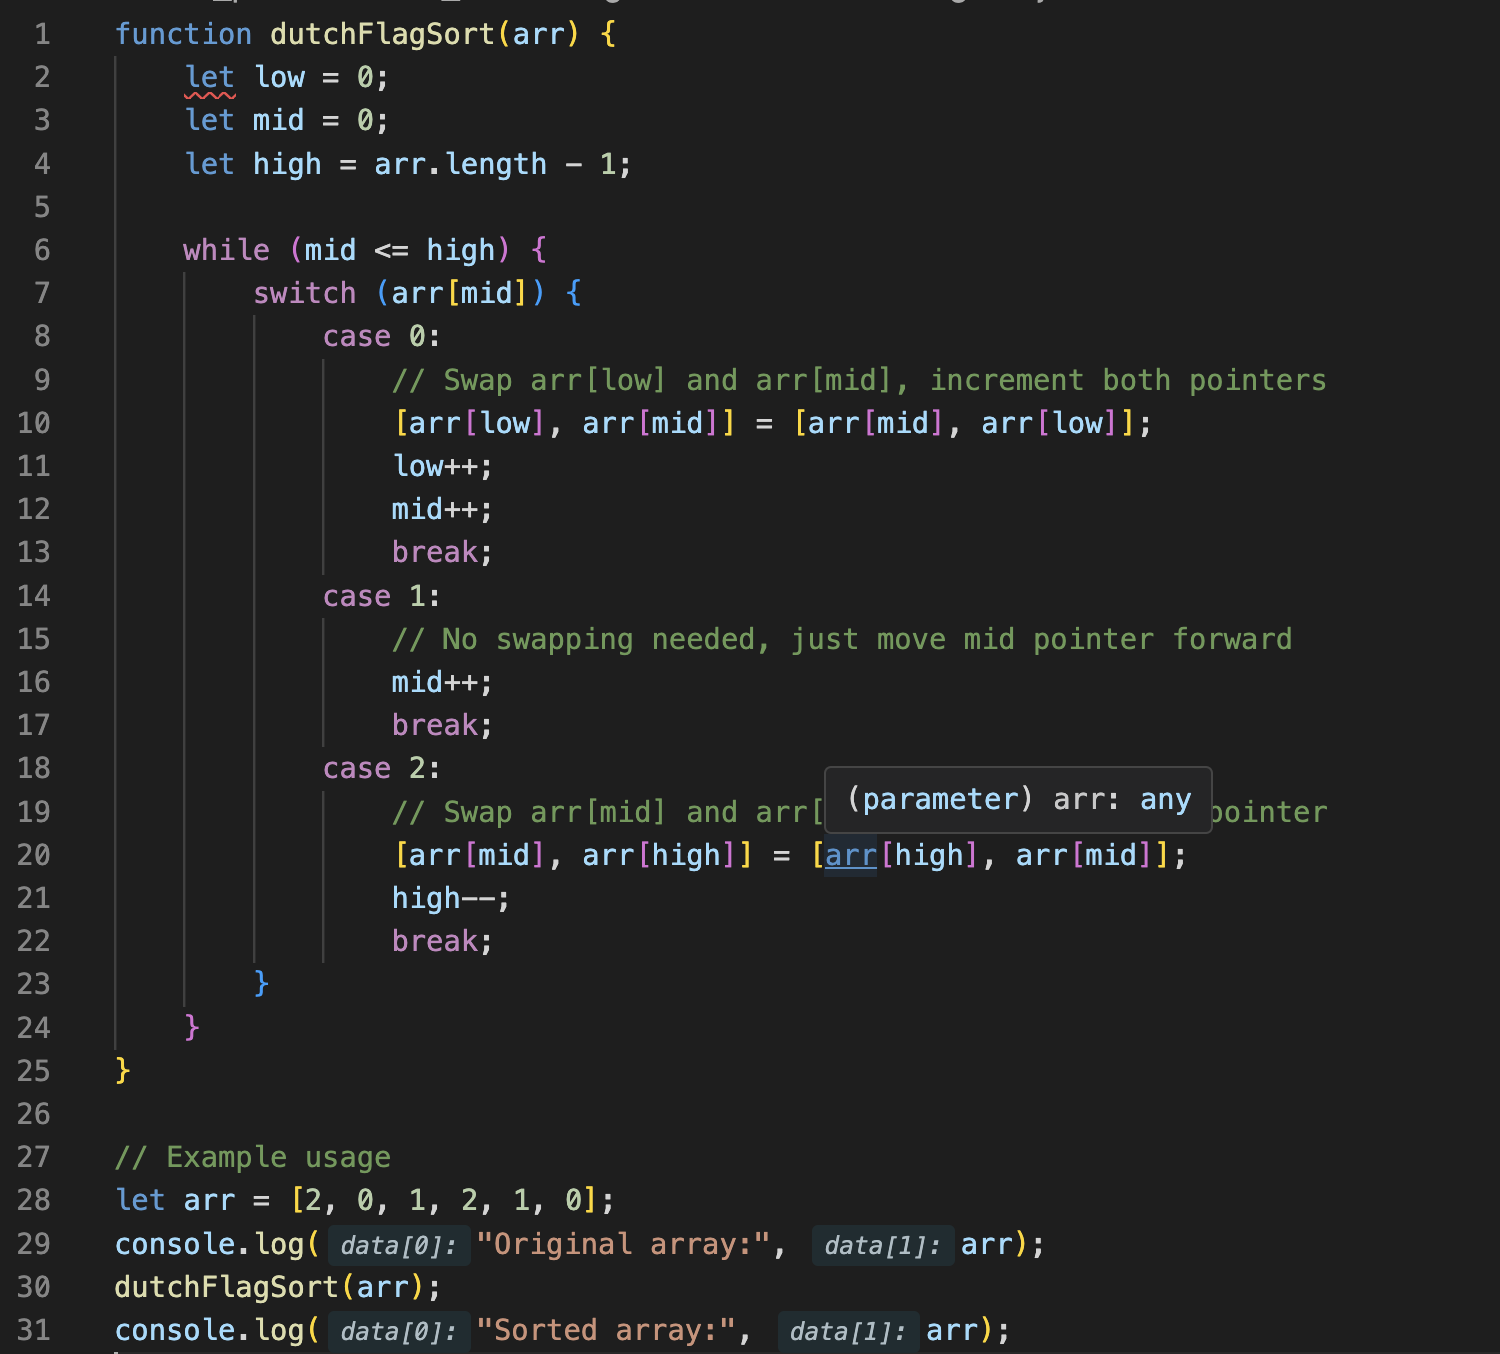 1 function dutchFlagSort(arr) {
2 let low = 0;
3 let mid = 0;
4 let high = arr.length - 1;
5
6 while (mid <= high) {
7 switch (arr[mid]) {
8 case 0:
9 // Swap arr[low] and arr[mid], increment both pointers
10 [arr[low], arr[mid]] = [arr[mid], arr[low]];
11 low++;
12 mid++;
13 break;
14 case 1:
15 // No swapping needed, just move mid pointer forward
16 mid++;
17 break;
18 case 2:
(parameter) arr: any
19 // Swap arr[mid] and arr[ pointer
20 [arr[mid], arr[high]] = [arr[high], arr[mid]];
21 high--;
22 break;
23 }
24 }
25 }
26
27 // Example usage
28 let arr = [2, 0, 1, 2, 1, 0];
29 console.log( data[0]: "Original array:", data[1]: arr);
30 dutchFlagSort(arr);
31 console.log( data[0]: "Sorted array:", data[1]: arr);